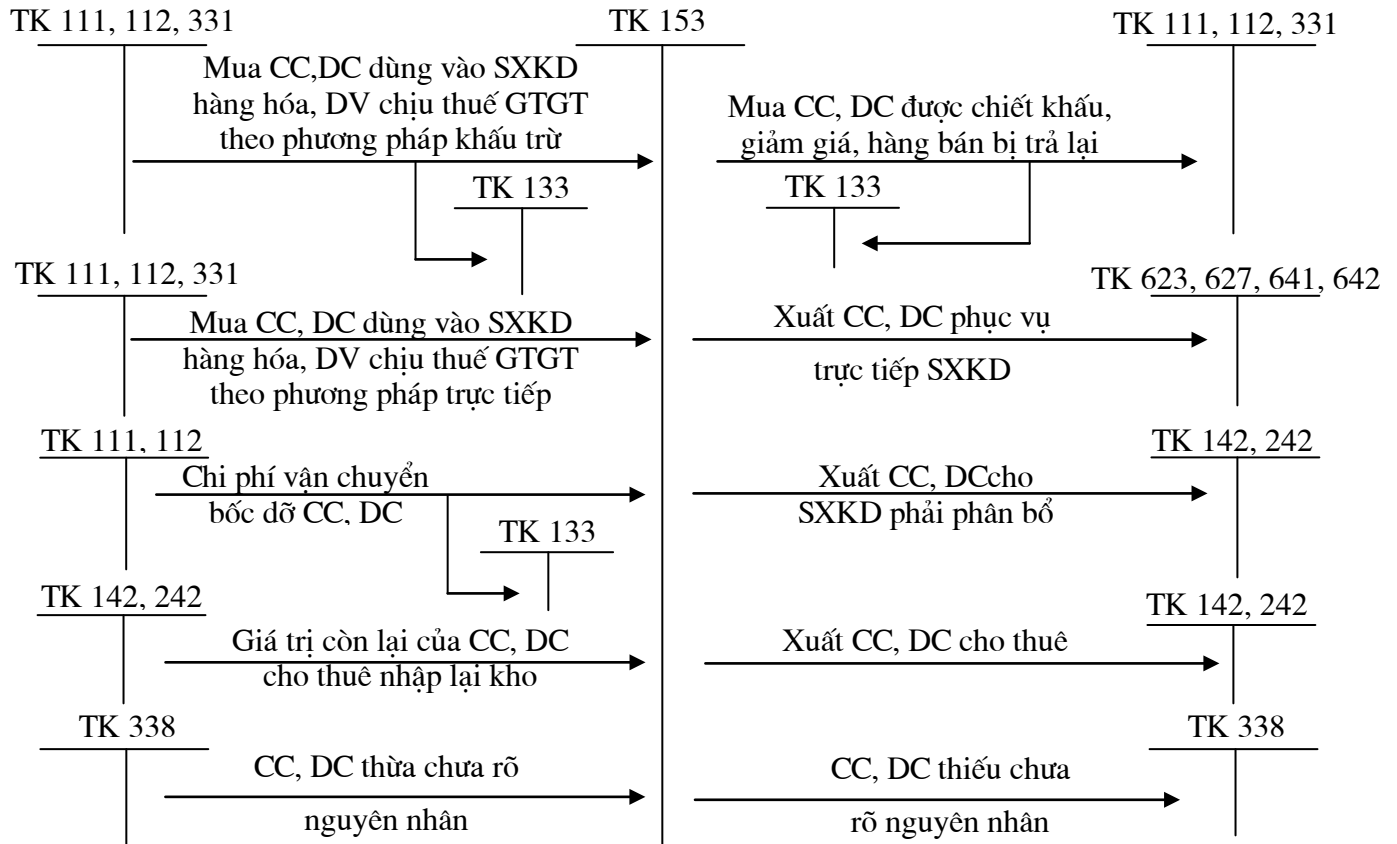 TK 111, 112, 331
TK 153
TK 111, 112, 331
Mua CC,DC dùng vào SXKD
hàng hóa, DV chịu thuế GTGT
theo phương pháp khấu trừ
Mua CC, DC được chiết khấu,
giảm giá, hàng bán bị trả lại
TK 133
TK 133
TK 111, 112, 331
TK 623, 627, 641, 642
Mua CC, DC dùng vào SXKD
hàng hóa, DV chịu thuế GTGT
theo phương pháp trực tiếp
Xuất CC, DC phục vụ
trực tiếp SXKD
TK 111, 112
TK 142, 242
Chi phí vận chuyển
bốc dỡ CC, DC
Xuất CC, DCcho
SXKD phải phân bổ
TK 133
TK 142, 242
TK 142, 242
Giá trị còn lại của CC, DC
cho thuê nhập lại kho
Xuất CC, DC cho thuê
TK 338
TK 338
CC, DC thừa chưa rõ
nguyên nhân
CC, DC thiếu chưa
rõ nguyên nhân